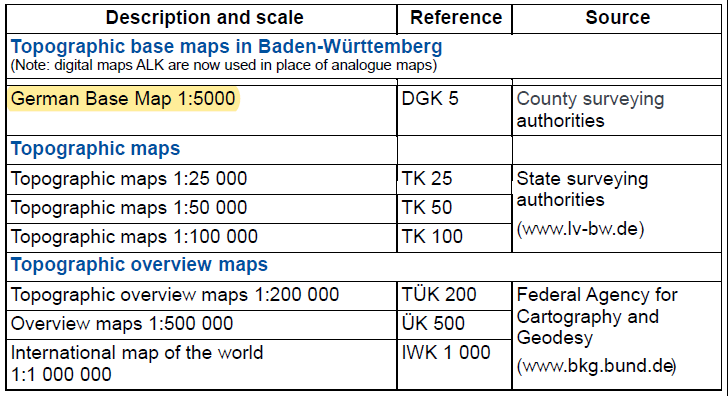 Description and scale Reference Source
Topographic base maps in Baden-Württemberg
(Note: digital maps ALK are now used in place of analogue maps)
German Base Map 1:5000 DGK 5 County surveying
authorities
Topographic maps
Topographic maps 1:25 000 TK 25 State surveying
authorities
Topographic maps 1:50 000 TK 50
(www.lv-bw.de)
Topographic maps 1:100 000 TK 100
Topographic overview maps
Topographic overview maps 1:200 000 TÜK 200 Federal Agency for
Cartography and
Overview maps 1:500 000 ÜK 500
Geodesy
International map of the world IWK 1 000
(www.bkg.bund.de)
1:1 000 000